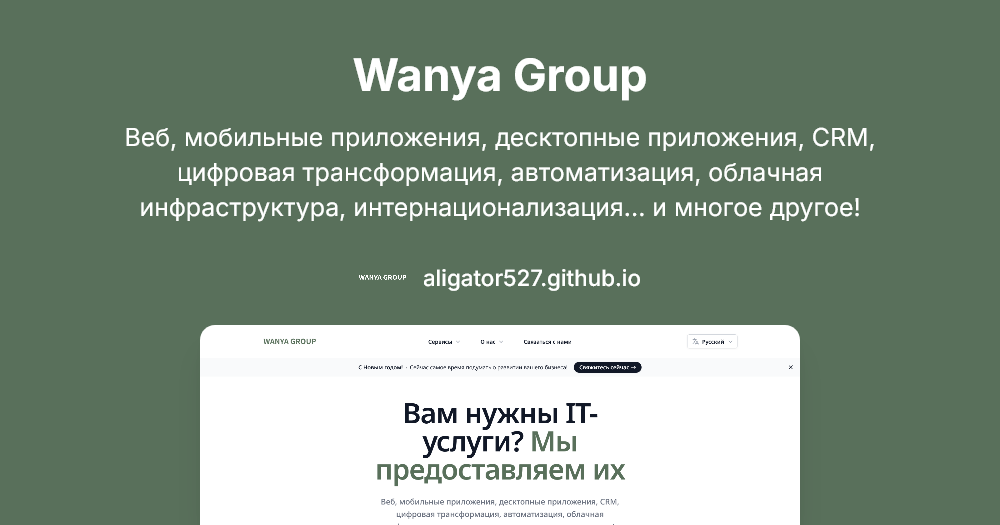 Wanya Group
Веб, мобильные приложения, десктопные приложения, CRM,
цифровая трансформация, автоматизация, облачная
инфраструктура, интернационализация... и многое другое!
WANYA GROUP aligator527.github.io
WANYA GROUP Сервисы О нас Связаться с нами Русский
С Новым годом! · Сейчас самое время подумать о развитии вашего бизнеса! Свяжитесь сейчас →
Вам нужны IT-
услуги? Мы
предоставляем их
Веб, мобильные приложения, десктопные приложения, CRM,
цифровая трансформация, автоматизация, облачная